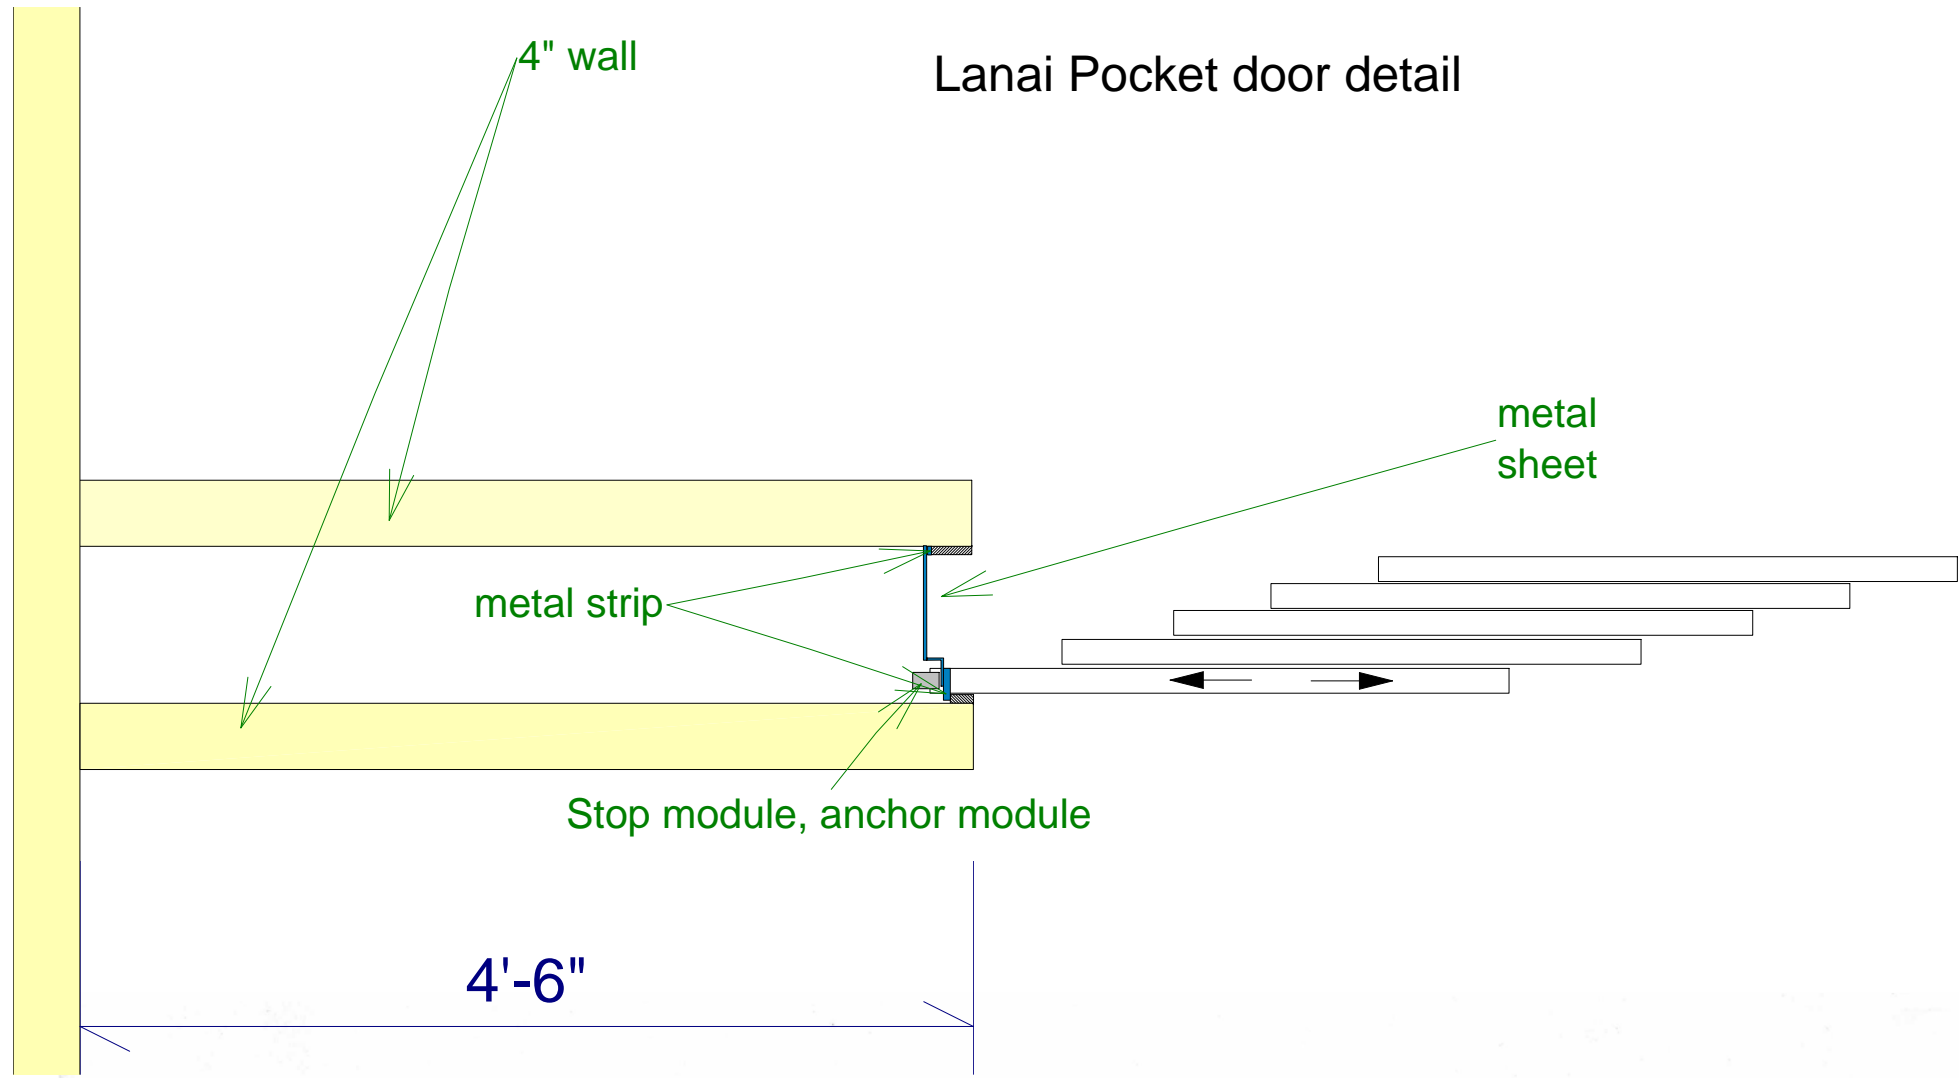 4" wall
Lanai Pocket door detail
metal
sheet
metal strip
Stop module, anchor module
4'-6"